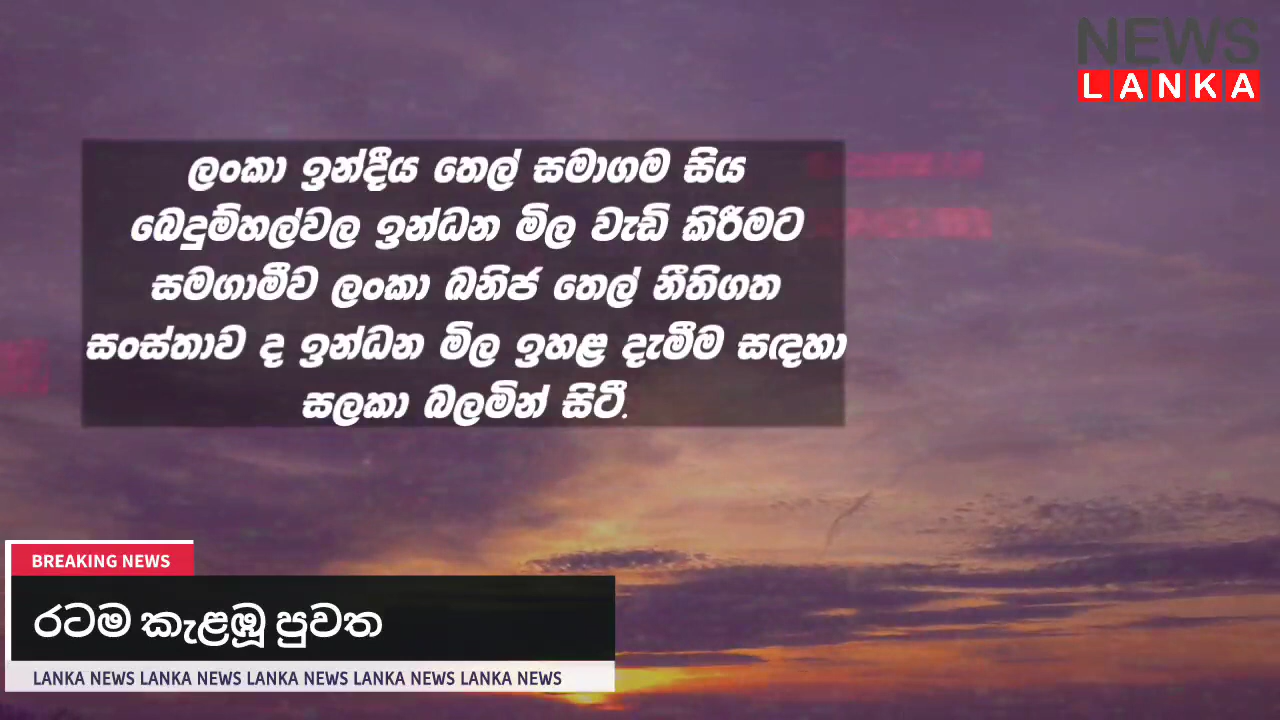 NEWS
LANKA
ලංකා ඉන්දීය තෙල් සමාගම සිය
බෙදුම්හල්වල ඉන්ධන මිල වැඩි කිරීමට
සමගාමීව ලංකා ඛනිජ තෙල් නීතිගත
සංස්තාව ද ඉන්ධන මිල ඉහළ දැමීම සඳහා
සලකා බලමින් සිටී.
BREAKING NEWS
රටම කැළඹූ පුවත
LANKA NEWS LANKA NEWS LANKA NEWS LANKA NEWS LANKA NEWS